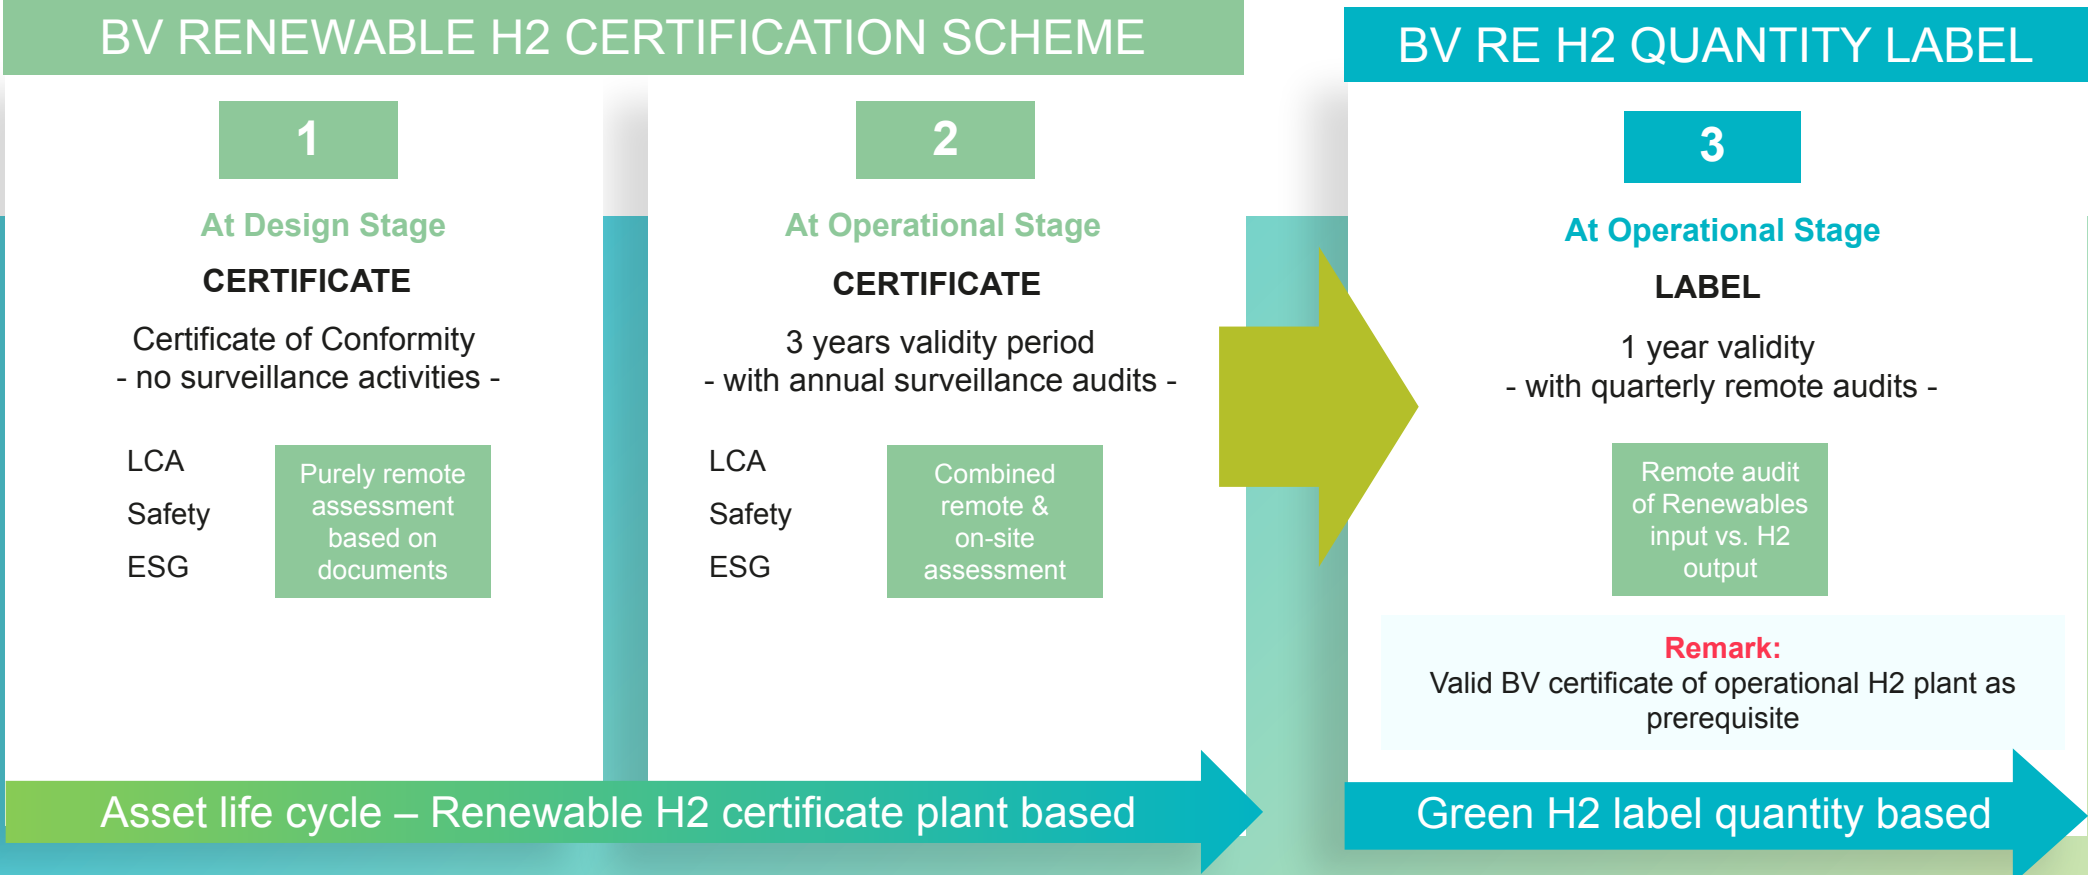 BV RENEWABLE H2 CERTIFICATION SCHEME
1
At Design Stage
CERTIFICATE
Certificate of Conformity
- no surveillance activities -
LCA
Safety
ESG
Purely remote
assessment
based on
documents
2
At Operational Stage
CERTIFICATE
3 years validity period
- with annual surveillance audits -
LCA
Safety
ESG
Combined
remote &
on-site
assessment
Asset life cycle – Renewable H2 certificate plant based
BV RE H2 QUANTITY LABEL
3
At Operational Stage
LABEL
1 year validity
- with quarterly remote audits -
Remote audit
of Renewables
input vs. H2
output
Remark:
Valid BV certificate of operational H2 plant as
prerequisite
Green H2 label quantity based